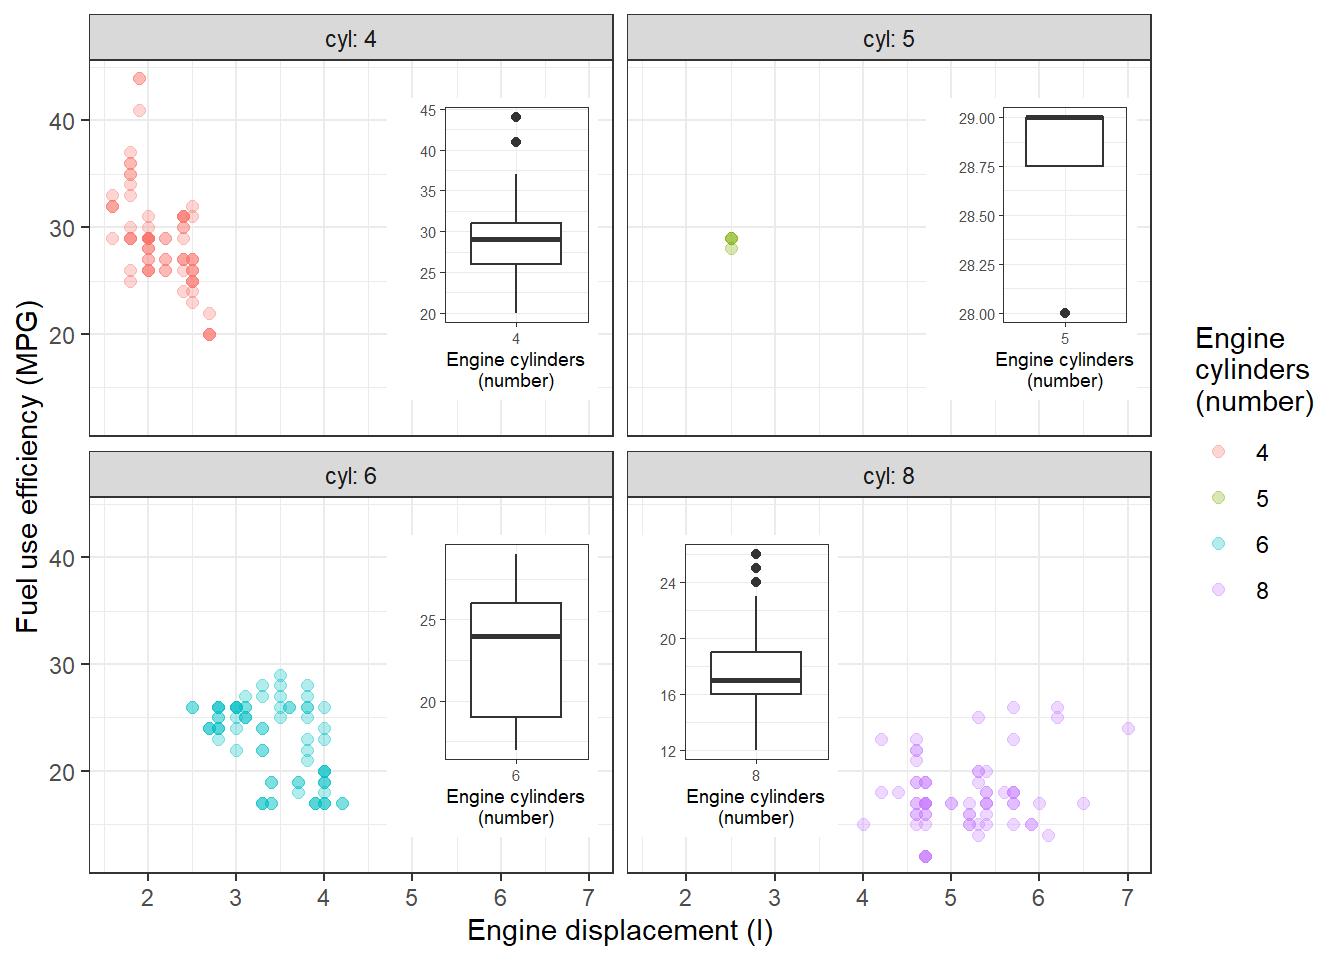 cyl: 4
cyl: 5
40
30
20
45
40
35
30
25
20
4
Engine cylinders
(number)
29.00
28.75
28.50
28.25
28.00
5
Engine cylinders
(number)
Fuel use efficiency (MPG)
cyl: 6
cyl: 8
40
30
20
25
20
6
Engine cylinders
(number)
24
20
16
12
8
Engine cylinders
(number)
2 3 4 5 6 7
2 3 4 5 6 7
Engine displacement (l)
Engine
cylinders
(number)
4
5
6
8